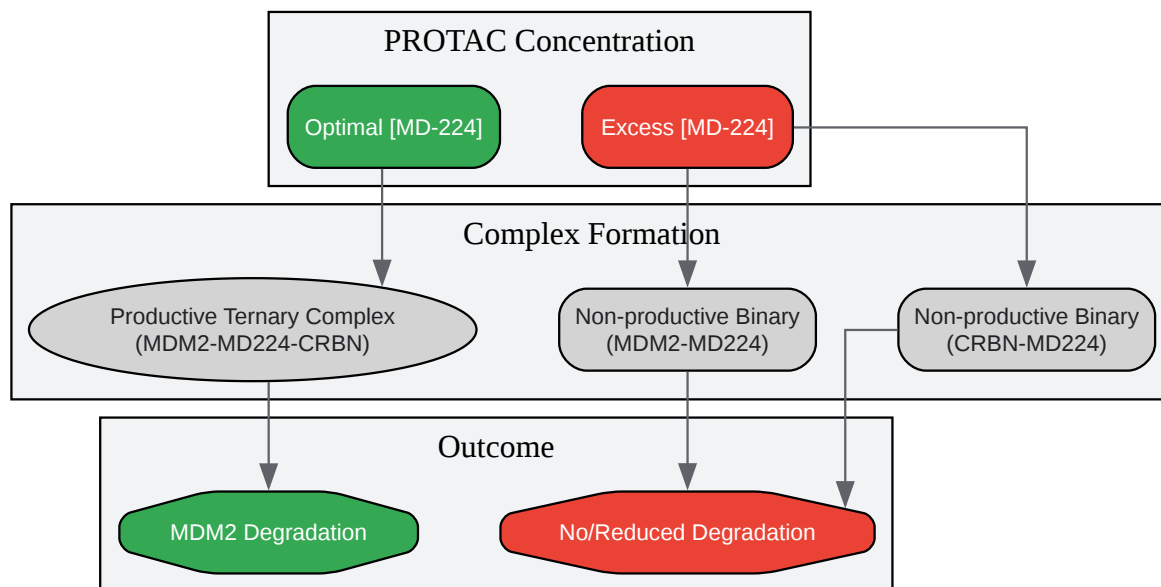 PROTAC Concentration
Optimal [MD-224]
Excess [MD-224]
Complex Formation
Productive Ternary Complex
(MDM2-MD224-CRBN)
Non-productive Binary
(MDM2-MD224)
Non-productive Binary
(CRBN-MD224)
Outcome
MDM2 Degradation
No/Reduced Degradation